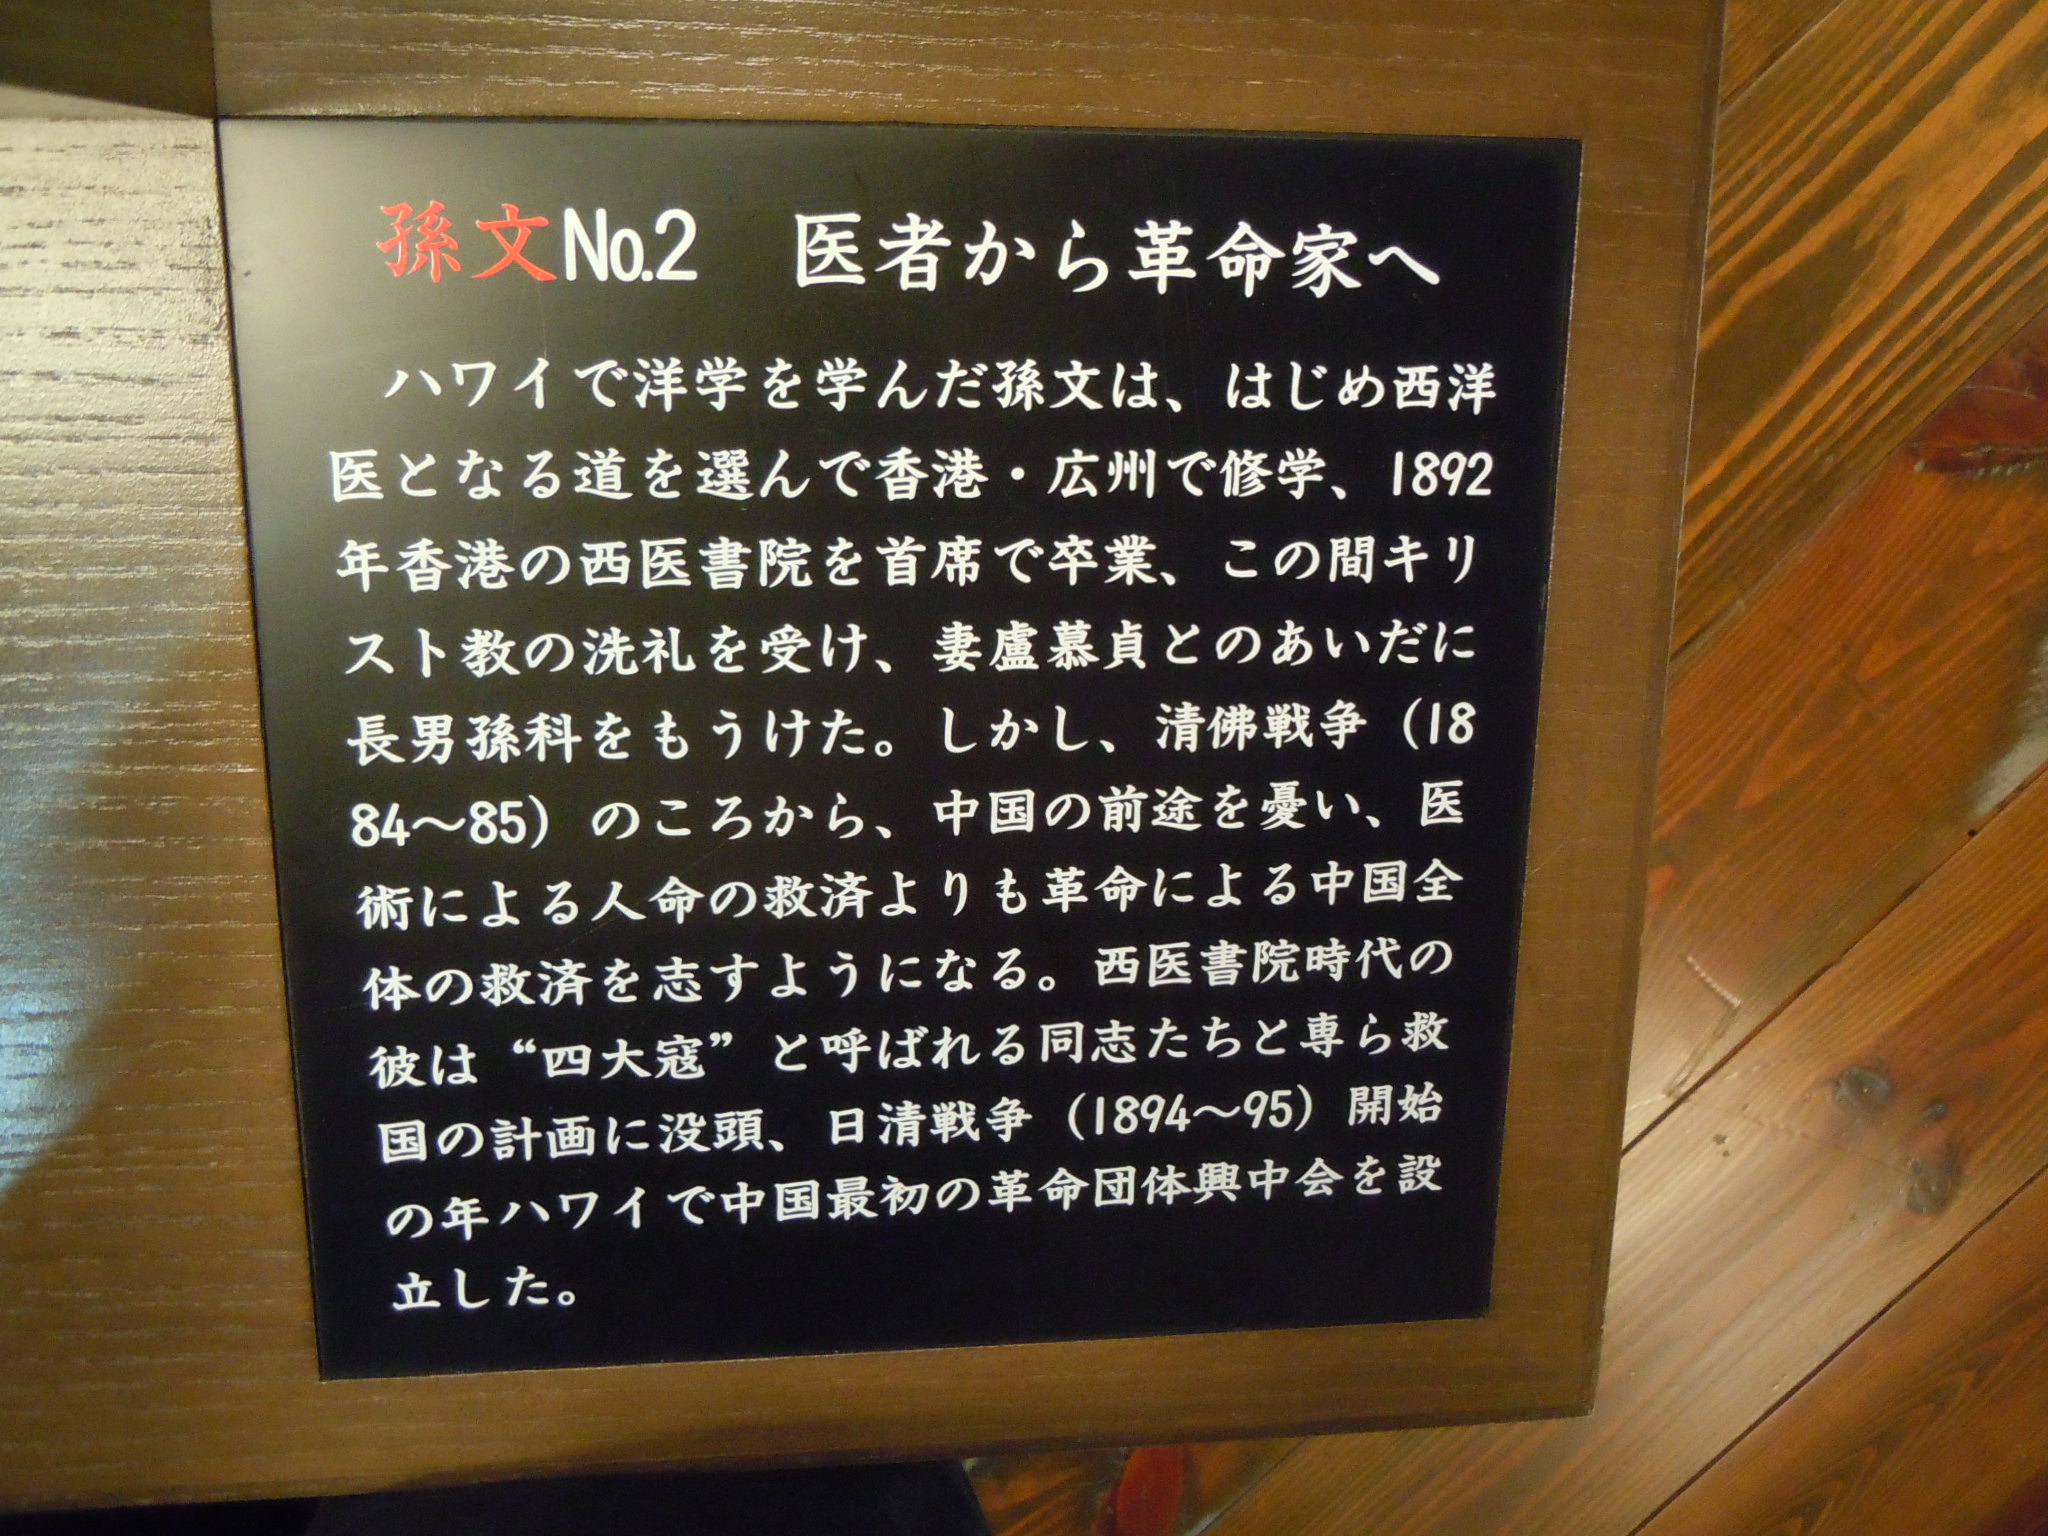 孫文No.2　医者から革命家へ
ハワイで洋学を学んだ孫文は、はじめ西洋
医となる道を選んで香港・広州で修学、1892
年香港の西医書院を首席で卒業、この間キリ
スト教の洗礼を受け、妻盧慕貞とのあいだに
長男孫科をもうけた。しかし、清佛戦争（18
84～85）のころから、中国の前途を憂い、医
術による人命の救済よりも革命による中国全
体の救済を志すようになる。西医書院時代の
彼は“四大寇”と呼ばれる同志たちと専ら救
国の計画に没頭、日清戦争（1894～95）開始
の年ハワイで中国最初の革命団体興中会を設
立した。